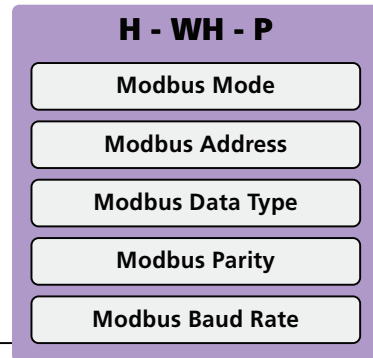 H - WH - P
Modbus Mode
Modbus Address
Modbus Data Type
Modbus Parity
Modbus Baud Rate